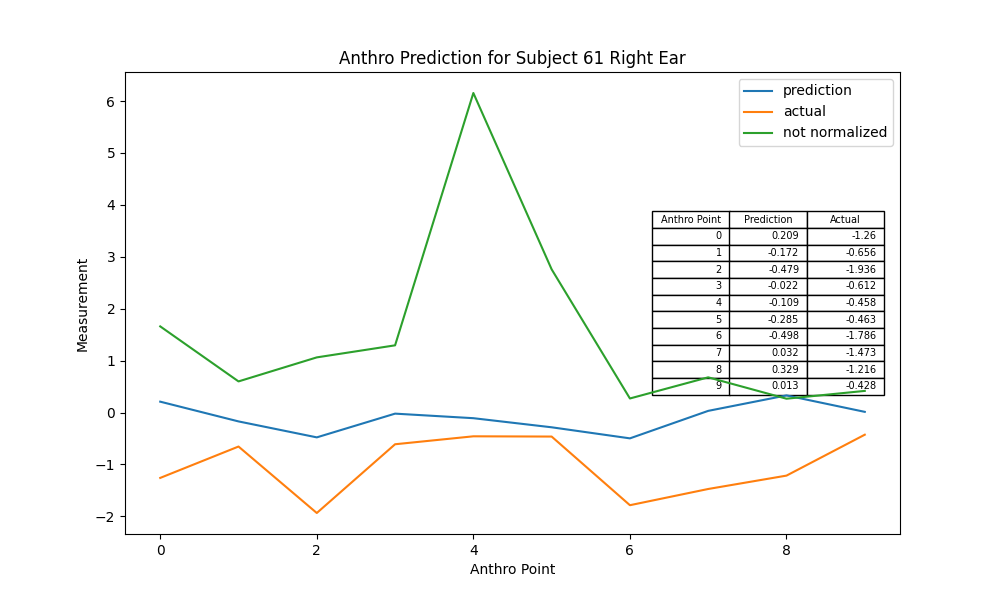 Anthro Prediction for Subject 61 Right Ear
prediction
actual
not normalized
6
5
4
3
2
1
0
−1
−2
Measurement
Anthro Point Prediction Actual
0 0.209 -1.26
1 -0.172 -0.656
2 -0.479 -1.936
3 -0.022 -0.612
4 -0.109 -0.458
5 -0.285 -0.463
6 -0.498 -1.786
7 0.032 -1.473
8 0.329 -1.216
9 0.013 -0.428
0 2 4 6 8
Anthro Point